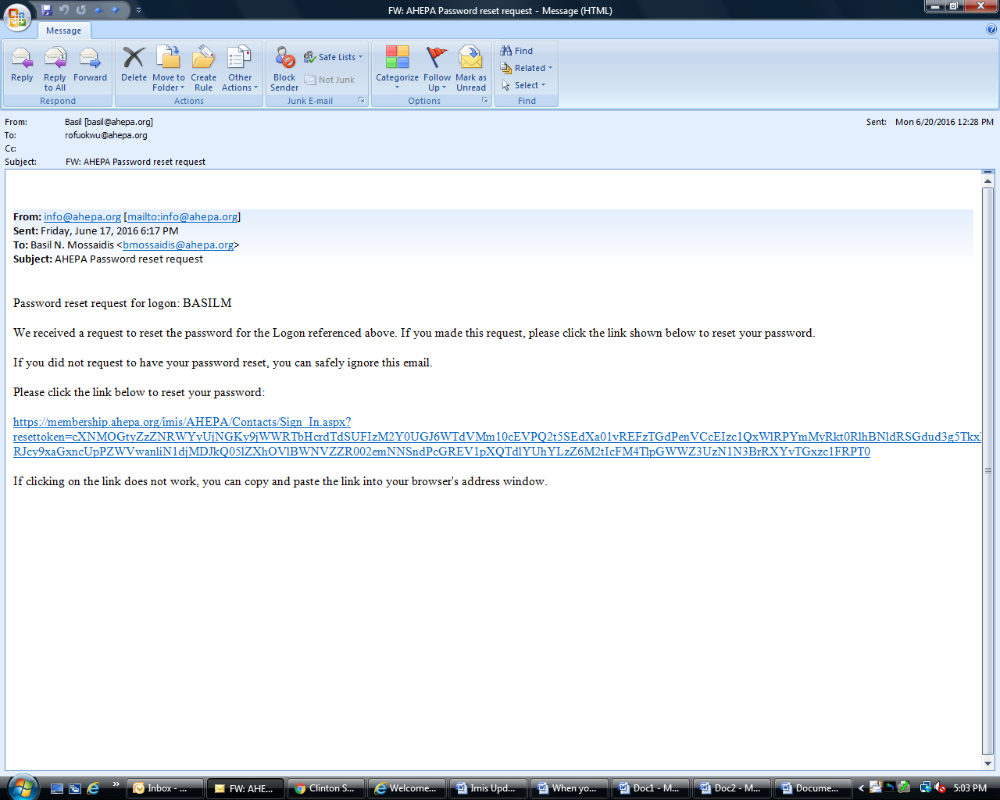 FW: AHEPA Password reset request - Message (HTML)
Message
Reply
Reply to All
Forward
Respond
Delete
Move to Folder
Create Rule
Other Actions
Actions
Block Sender
Safe Lists
Not Junk
Junk E-mail
Categorize
Follow Up
Mark as Unread
Options
Find
Related
Select
Find
From: Basil [basil@ahepa.org]
Sent: Mon 6/20/2016 12:28 PM
To: rofuokwu@ahepa.org
Cc:
Subject: FW: AHEPA Password reset request
From: info@ahepa.org [mailto:info@ahepa.org]
Sent: Friday, June 17, 2016 6:17 PM
To: Basil N. Mossaidis <bmossaidis@ahepa.org>
Subject: AHEPA Password reset request
Password reset request for logon: BASILM
We received a request to reset the password for the Logon referenced above. If you made this request, please click the link shown below to reset your password.
If you did not request to have your password reset, you can safely ignore this email.
Please click the link below to reset your password:
https://membership.ahepa.org/imis/AHEPA/Contacts/Sign_In.aspx?
If clicking on the link does not work, you can copy and paste the link into your browser's address window.
Inbox - ...
FW: AHE...
Clinton S...
Welcome...
Imis Upd...
When yo...
Doc1 - M...
Doc2 - M...
Docume...
5:03 PM